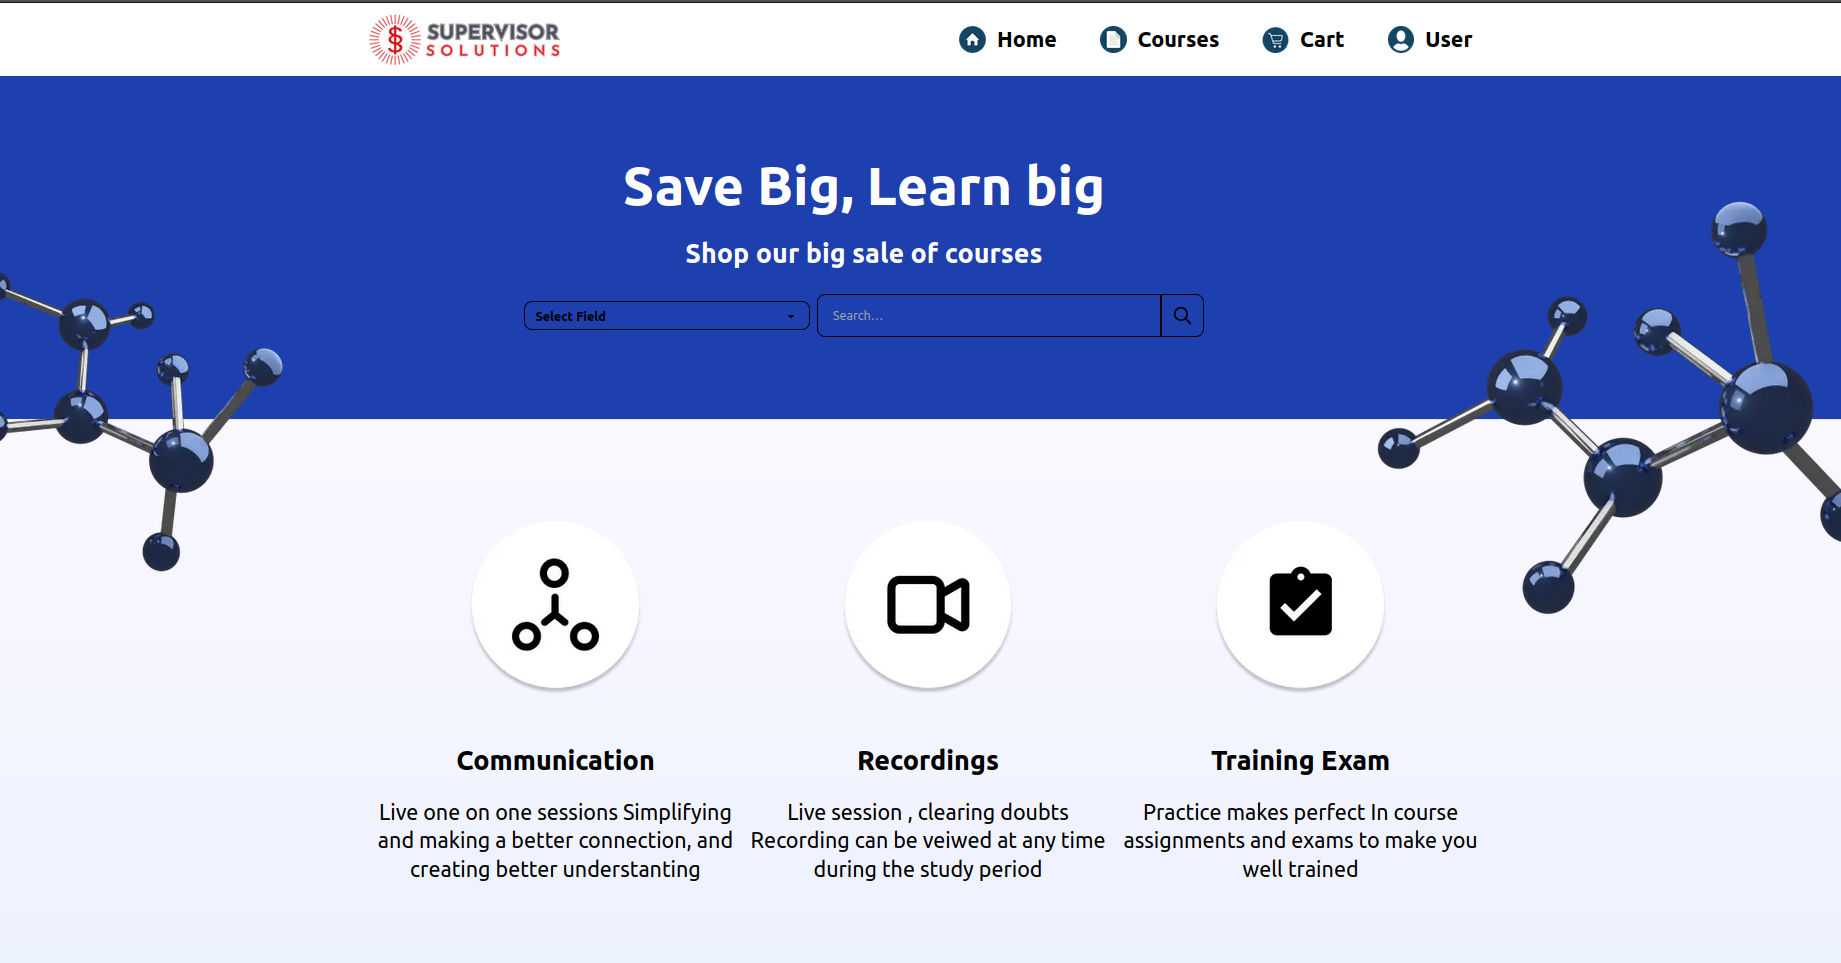 SUPERVISOR
SOLUTIONS
Home
Courses
Cart
User
Save Big, Learn big
Shop our big sale of courses
Select Field
Search...
Communication
Live one on one sessions Simplifying
and making a better connection, and
creating better understanting
Recordings
Live session , clearing doubts
Recording can be veiwed at any time
during the study period
Training Exam
Practice makes perfect In course
assignments and exams to make you
well trained